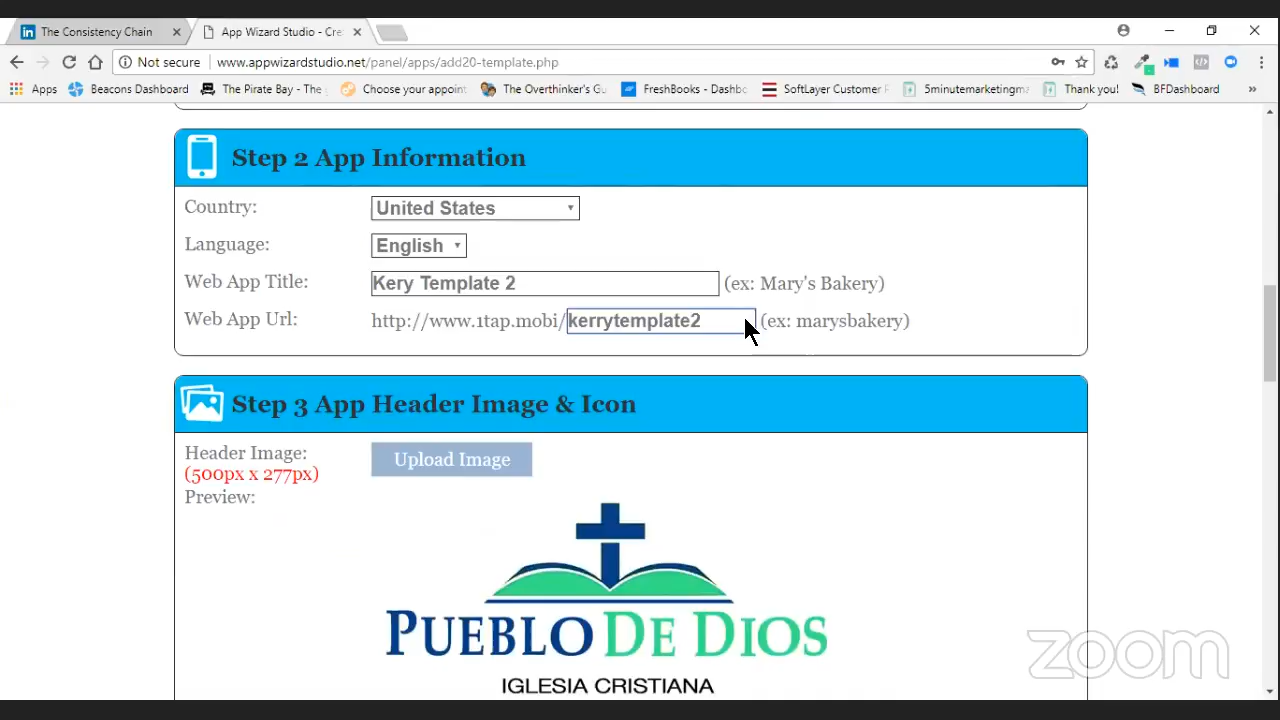 The Consistency Chain
App Wizard Studio - Cre
Not secure www.appwizardstudio.net/panel/apps/add20-template.php
Apps Beacons Dashboard The Pirate Bay - The Choose your appoint The Overthinker's Gu FreshBooks - Dashbo SoftLayer Customer 5minutemarketingm Thank you! BFDashboard »
Step 2 App Information
Country: United States
Language: English
Web App Title: Kery Template 2 (ex: Mary's Bakery)
Web App Url: http://www.1tap.mobi/kerrytemplate2 (ex: marysbakery)
Step 3 App Header Image & Icon
Header Image: Upload Image
(500px x 277px)
Preview:
PUEBLO DE DIOS
IGLESIA CRISTIANA
zoom